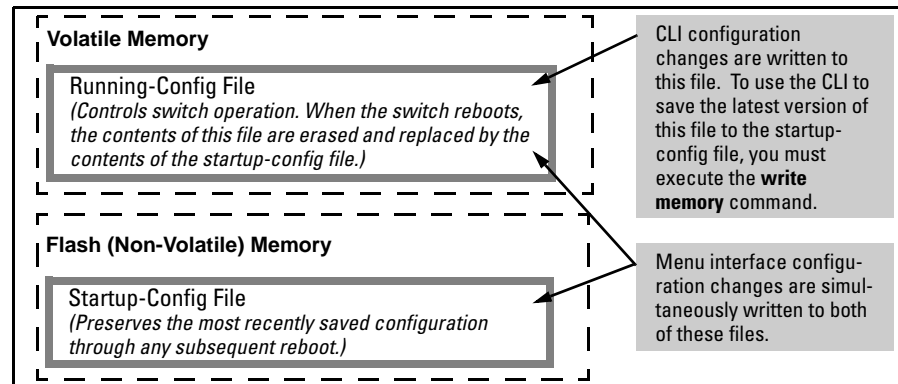 Volatile Memory
Running-Config File
(Controls switch operation. When the switch reboots,
the contents of this file are erased and replaced by the
contents of the startup-config file.)
Flash (Non-Volatile) Memory
Startup-Config File
(Preserves the most recently saved configuration
through any subsequent reboot.)
CLI configuration
changes are written to
this file. To use the CLI to
save the latest version of
this file to the startup-
config file, you must
execute the write
memory command.
Menu interface configu-
ration changes are simul-
taneously written to both
of these files.